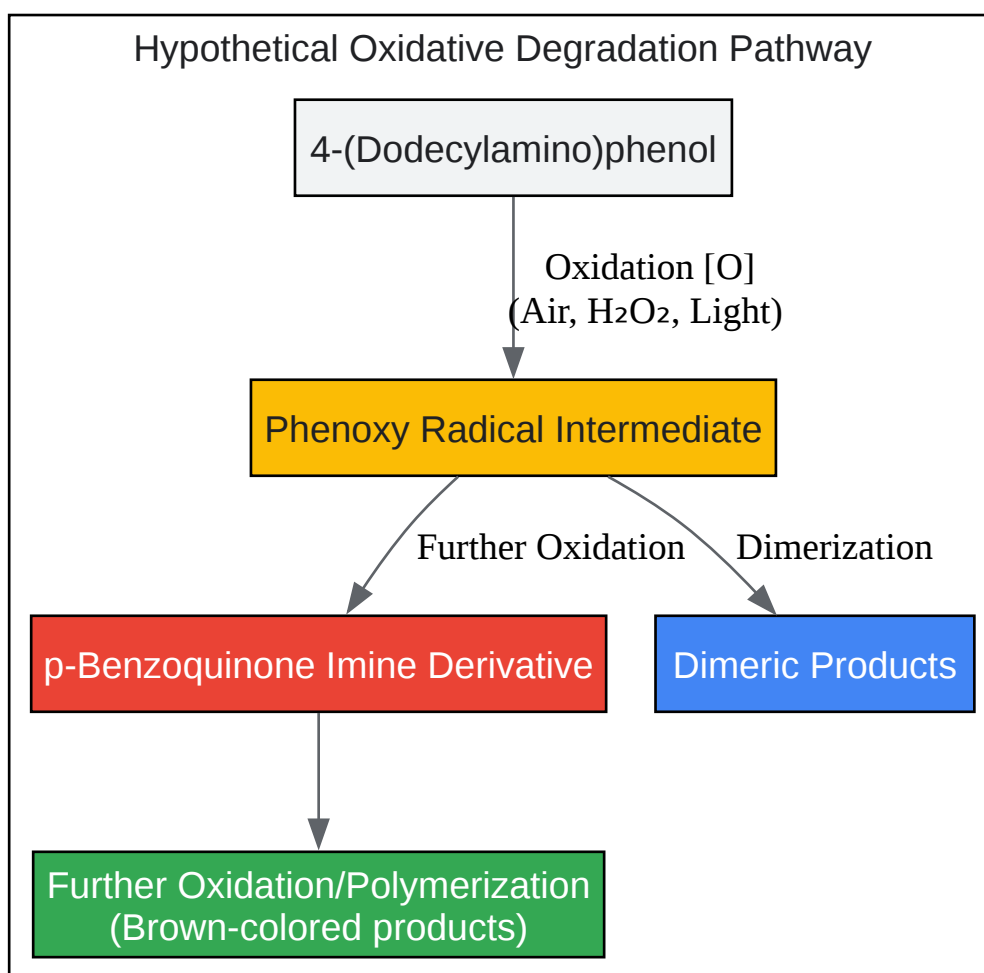 Hypothetical Oxidative Degradation Pathway
4-(Dodecylamino)phenol
Oxidation [O]
(Air, H₂O₂, Light)
Phenoxy Radical Intermediate
Further Oxidation
Dimerization
p-Benzoquinone Imine Derivative
Dimeric Products
Further Oxidation/Polymerization
(Brown-colored products)